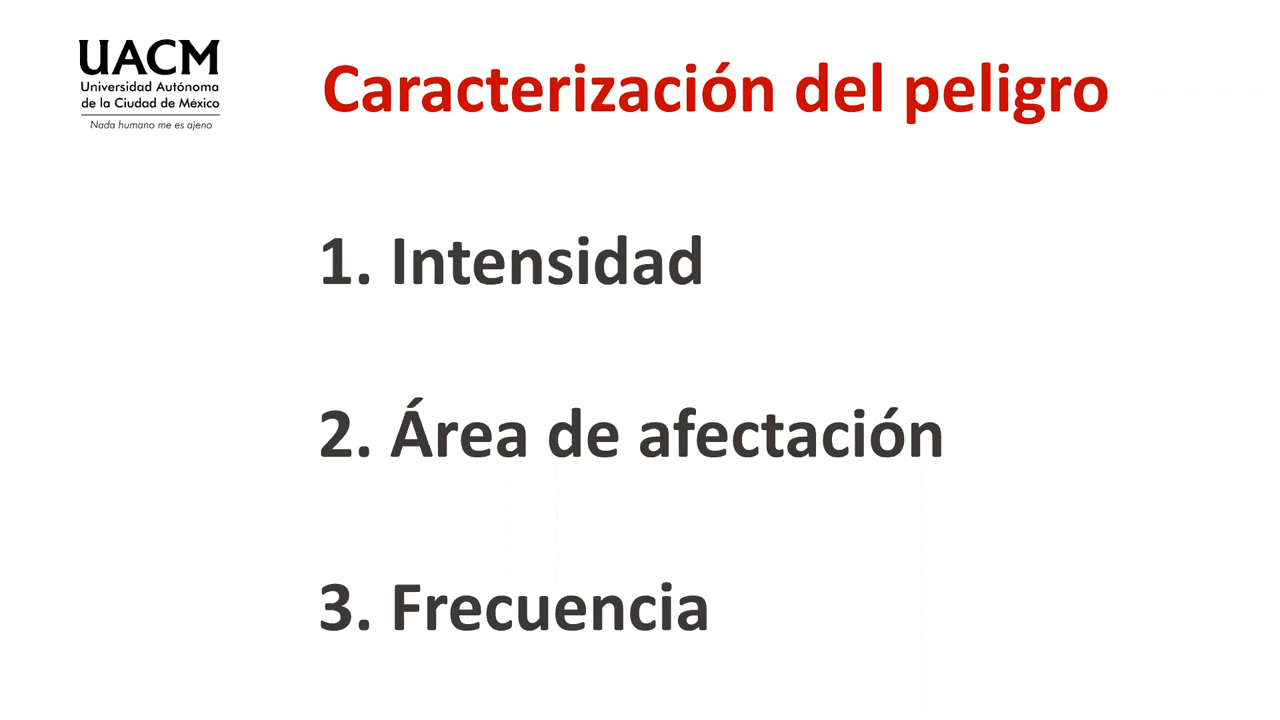 UACM
Universidad Autónoma
de la Ciudad de México
Nada humano me es ajeno
Caracterización del peligro
1. Intensidad
2. Área de afectación
3. Frecuencia